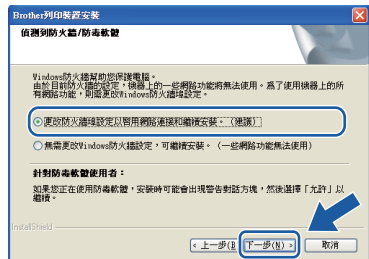 Brother列印裝置安裝
偵測到防火牆/防毒軟體
Windows防火牆幫助您保護電腦。
由於目前防火牆的設定，機器上的一些網路功能將無法使用。為了使用機器上的所
有網路功能，則需更改Windows防火牆埠設定。
更改防火牆埠設定以啟用網路連接和繼續安裝。（建議）
無需更改Windows防火牆設定，可繼續安裝。（一些網路功能無法使用）
針對防毒軟體使用者：
如果您正在使用防毒軟體，安裝時可能會出現警告對話方塊，然後選擇「允許」以
繼續。
InstallShield
< 上一步(B 下一步(N) > 取消